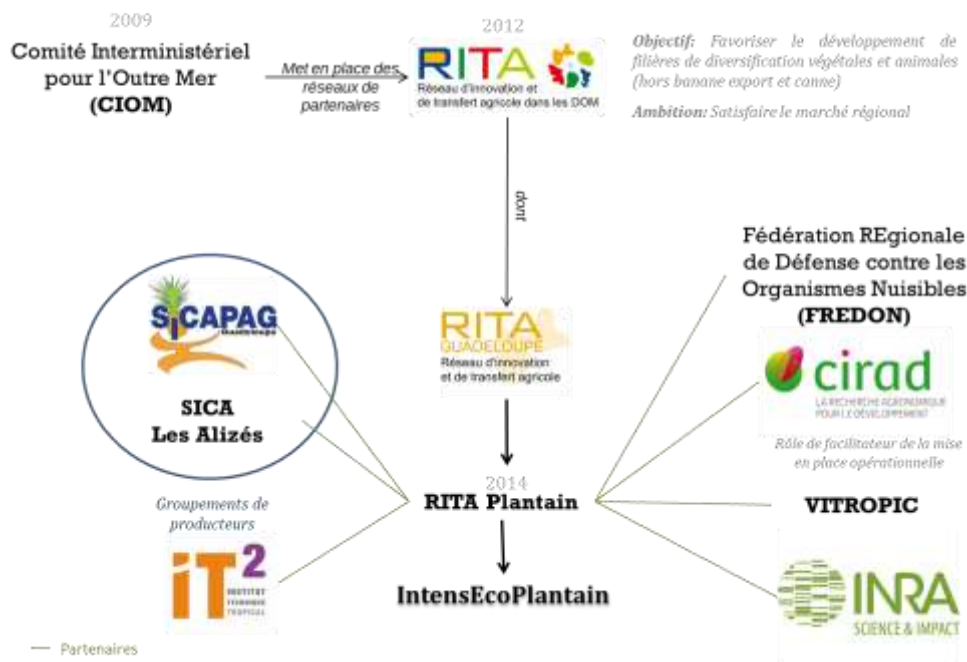 2009
Comité Interministériel
pour l'Outre Mer
(CIOM)
Met en place des
réseaux de
partenaires
2012
RITA
Réseau d'innovation et
de transfert agricole dans les DOM
Objectif: Favoriser le développement de
filières de diversification végétales et animales
(hors banane export et canne)
Ambition: Satisfaire le marché régional
dont
SICAPAG
Guadeloupe
SICA
Les Alizés
Groupements de
producteurs
iT2
INSTITUT
TECHNIQUE
TROPICAL
RITA
GUADELOUPE
Réseau d'innovation
et de transfert agricole
2014
RITA Plantain
IntensEcoPlantain
Fédération REgionale
de Défense contre les
Organismes Nuisibles
(FREDON)
cirad
LA RECHERCHE AGRONOMIQUE
POUR LE DÉVELOPPEMENT
Rôle de facilitateur de la mise
en place opérationnelle
VITROPIC
INRA
SCIENCE & IMPACT
Partenaires